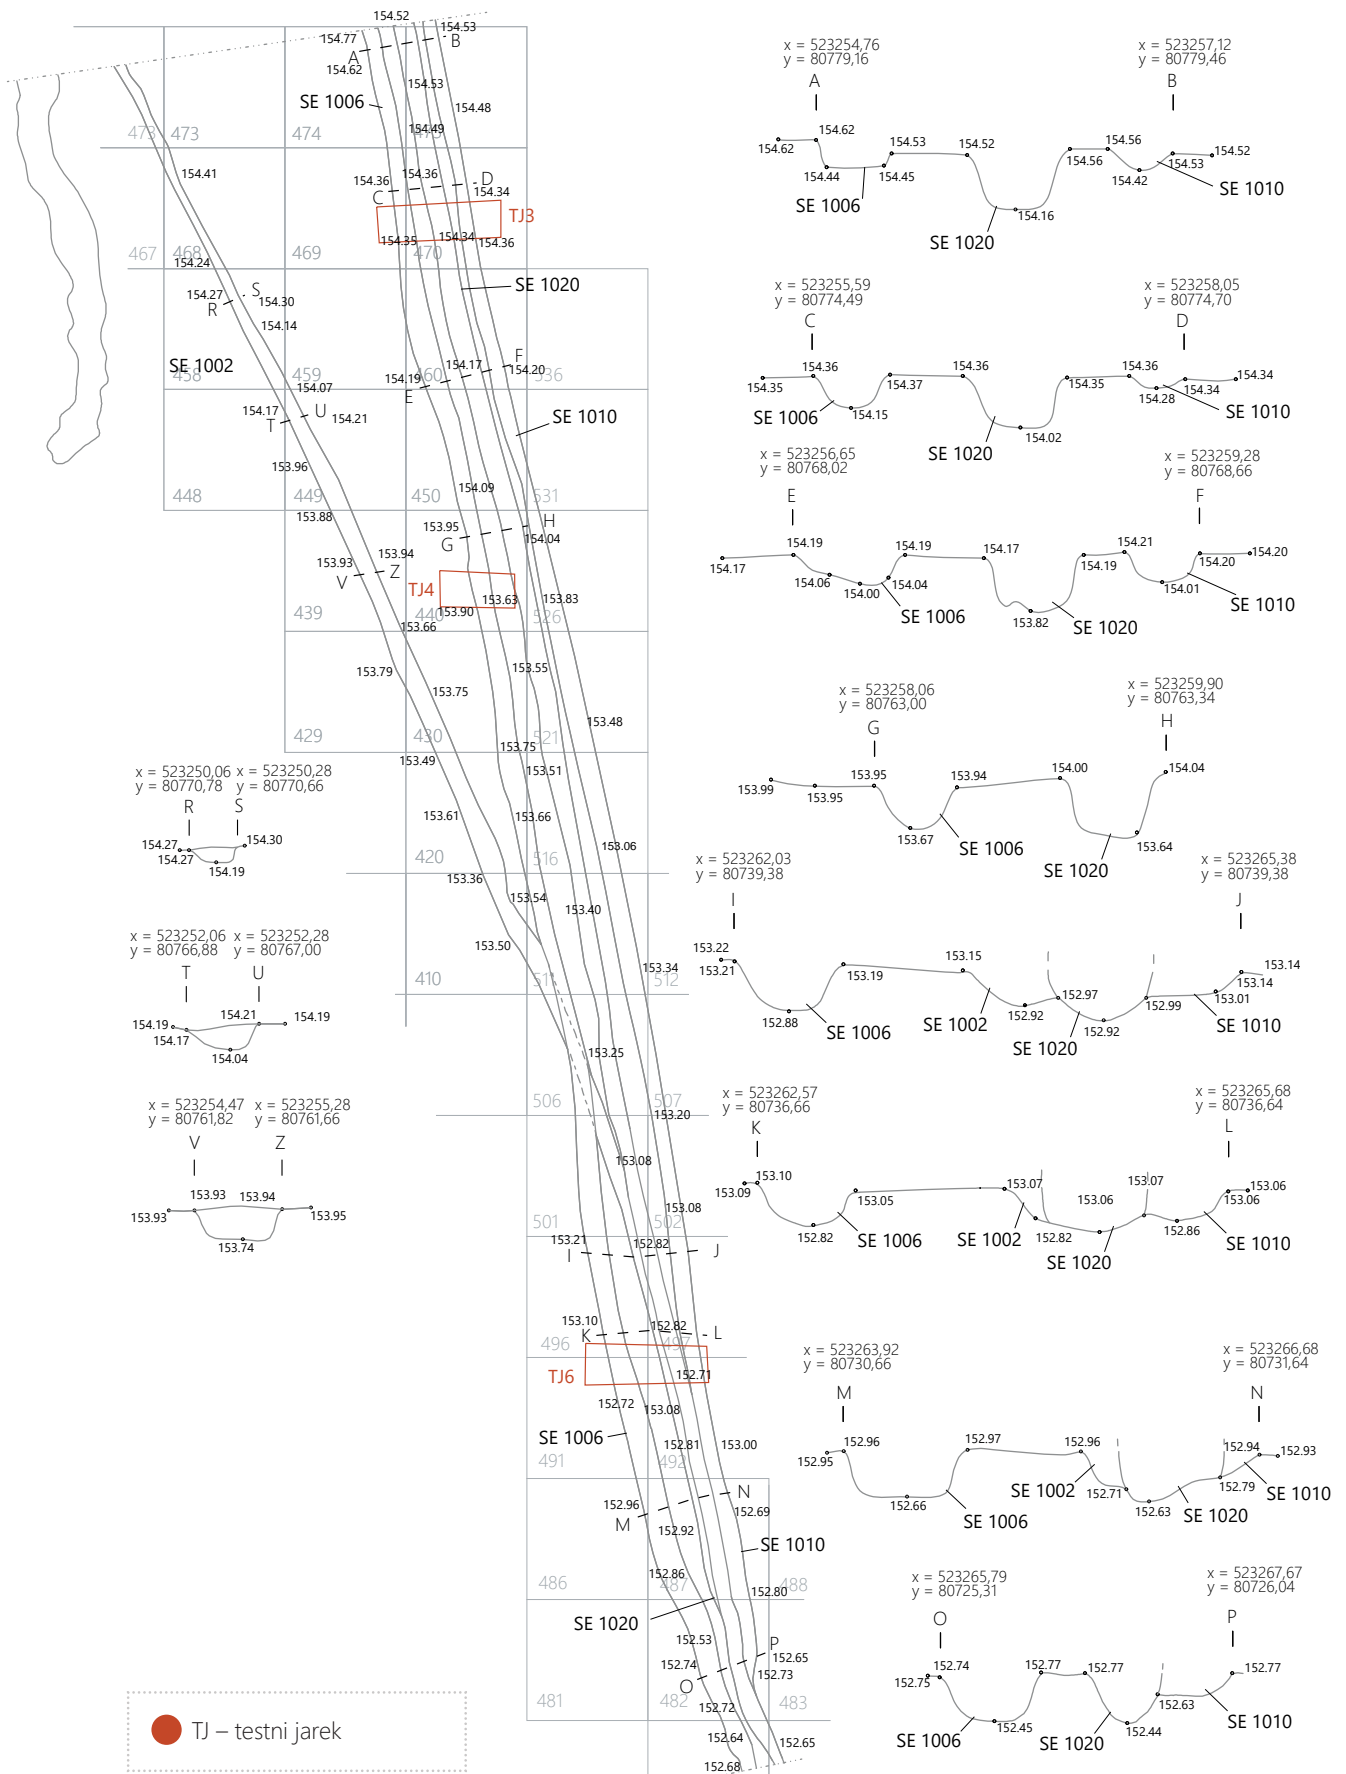 154.52
154.53
154.77
A
B
154.62
154.53
SE 1006
154.48
154.49
473
473
474
475
154.41
154.36
154.36
C
D
154.34
TJ3
154.35
154.34
154.36
467
468
469
470
154.24
SE 1020
154.27
R
S
154.30
154.14
SE 1002
458
459
460
536
154.07
154.19
154.17
F
154.20
E
154.17
T
U
154.21
SE 1010
153.96
154.09
448
449
450
531
153.88
153.95
G
H
154.04
153.93
153.94
V
Z
TJ4
153.63
153.83
153.90
439
440
526
153.66
153.79
153.75
153.55
153.48
429
430
521
153.75
153.49
153.51
153.61
153.66
153.06
420
516
153.36
153.54
153.40
153.50
153.34
410
511
512
153.25
506
507
153.20
153.08
153.08
501
502
153.21
152.82
I
J
153.10
152.82
K
L
496
497
TJ6
152.71
152.72
153.08
SE 1006
152.81
153.00
491
492
152.96
M
N
152.69
152.92
SE 1010
152.86
486
487
488
152.80
SE 1020
152.53
P
152.74
152.65
152.73
O
481
482
483
152.72
152.64
152.65
152.68
x = 523250,06
y = 80770,78
x = 523250,28
y = 80770,66
R
S
154.27
154.30
154.27
154.19
x = 523252,06
y = 80766,88
x = 523252,28
y = 80767,00
T
U
154.19
154.21
154.19
154.17
154.04
x = 523254,47
y = 80761,82
x = 523255,28
y = 80761,66
V
Z
153.93
153.93
153.94
153.95
153.74
x = 523254,76
y = 80779,16
x = 523257,12
y = 80779,46
A
B
154.62
154.62
154.53
154.52
154.56
154.56
154.52
154.44
154.45
154.42
154.53
SE 1006
154.16
SE 1010
SE 1020
x = 523255,59
y = 80774,49
x = 523258,05
y = 80774,70
C
D
154.36
154.35
154.37
154.36
154.35
154.36
154.34
154.28
154.34
SE 1006
154.15
SE 1010
154.02
SE 1020
x = 523256,65
y = 80768,02
x = 523259,28
y = 80768,66
E
F
154.19
154.17
154.19
154.17
154.21
154.19
154.20
154.20
154.06
154.00
154.04
154.01
SE 1006
153.82
SE 1020
SE 1010
x = 523258,06
y = 80763,00
x = 523259,90
y = 80763,34
G
H
153.99
153.95
153.95
153.94
154.00
154.04
153.67
SE 1006
153.64
SE 1020
x = 523262,03
y = 80739,38
x = 523265,38
y = 80739,38
I
J
153.22
153.21
153.19
153.15
153.14
153.14
152.97
152.99
153.01
152.88
SE 1006
SE 1002
152.92
152.92
SE 1020
SE 1010
x = 523262,57
y = 80736,66
x = 523265,68
y = 80736,64
K
L
153.10
153.09
153.05
153.07
153.07
153.06
153.06
153.06
152.82
SE 1006
SE 1002
152.82
152.86
SE 1020
SE 1010
x = 523263,92
y = 80730,66
x = 523266,68
y = 80731,64
M
N
152.96
152.95
152.97
152.96
152.94
152.93
152.66
SE 1006
SE 1002
152.71
152.63
152.79
SE 1020
SE 1010
x = 523265,79
y = 80725,31
x = 523267,67
y = 80726,04
O
P
152.74
152.75
152.77
152.77
152.77
152.63
SE 1006
152.45
152.44
SE 1020
SE 1010
TJ – testni jarek